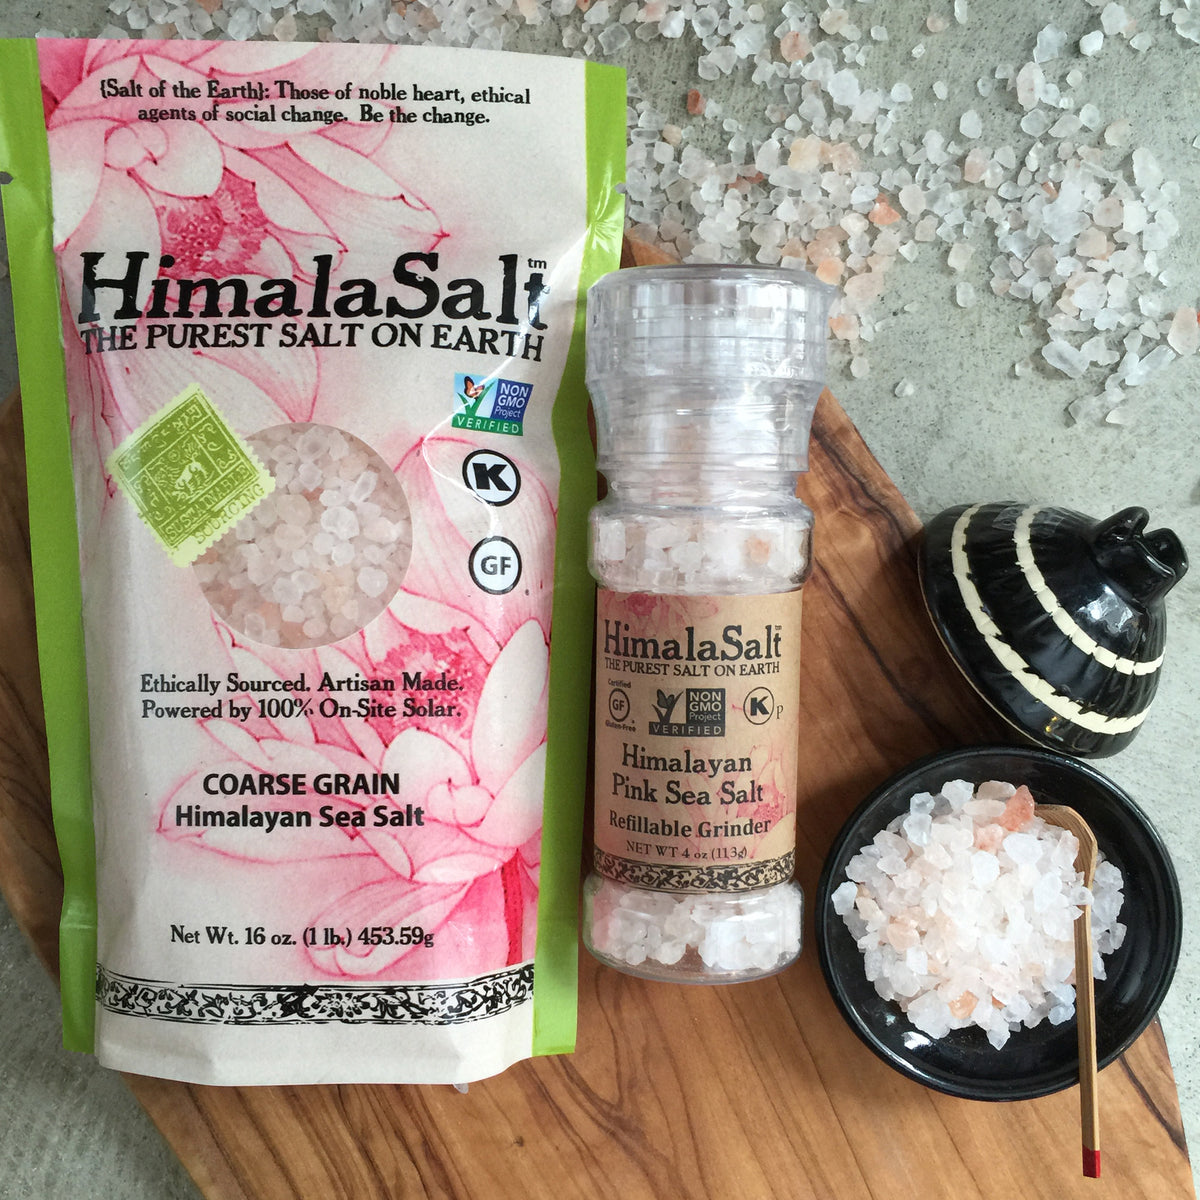 {Salt of the Earth}: Those of noble heart, ethical
agents of social change. Be the change.
HimalaSalt™
THE PUREST SALT ON EARTH
NON
GMO
Project
VERIFIED
K
GF
SUSTAINABLE
SOURCING
Ethically Sourced. Artisan Made.
Powered by 100% On-Site Solar.
COARSE GRAIN
Himalayan Sea Salt
Net Wt. 16 oz. (1 lb.) 453.59g
HimalaSalt™
THE PUREST SALT ON EARTH
Certified
GF
Gluten-Free
NON
GMO
Project
VERIFIED
K P
Himalayan
Pink Sea Salt
Refillable Grinder
NET WT 4 oz (113g)